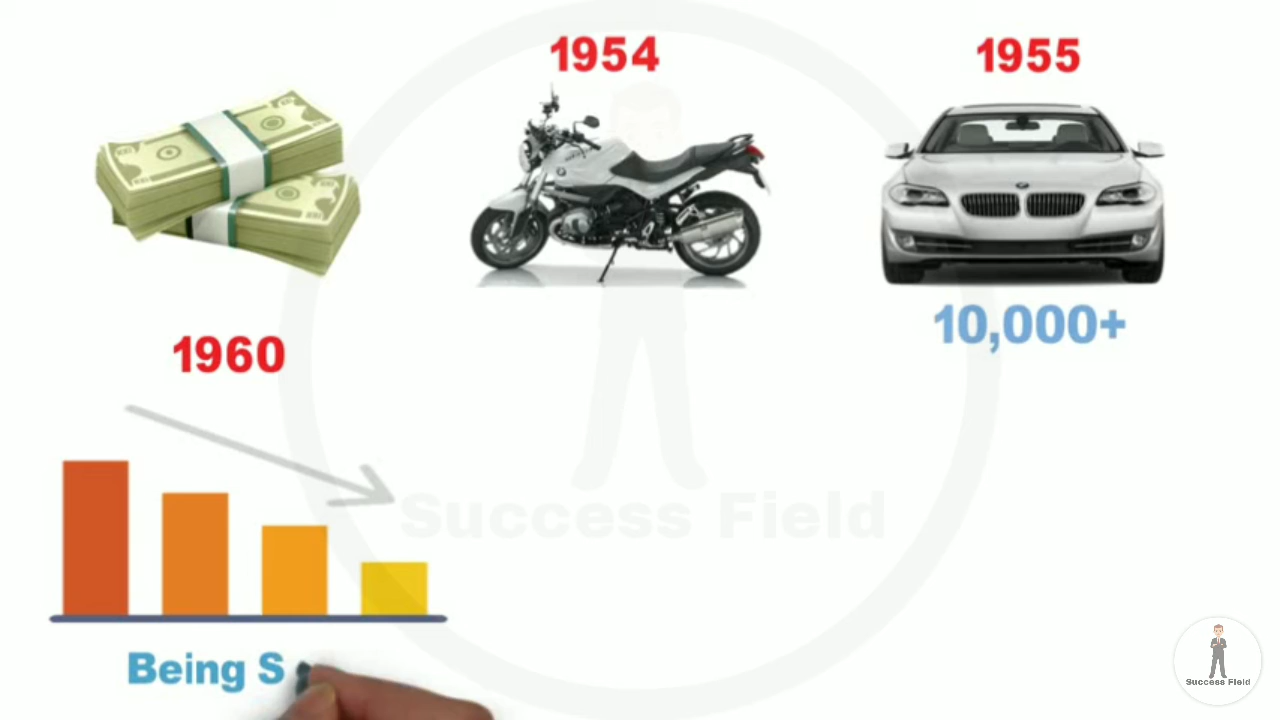 1954
1955
10,000+
1960
Success Field
Being S
Success Field